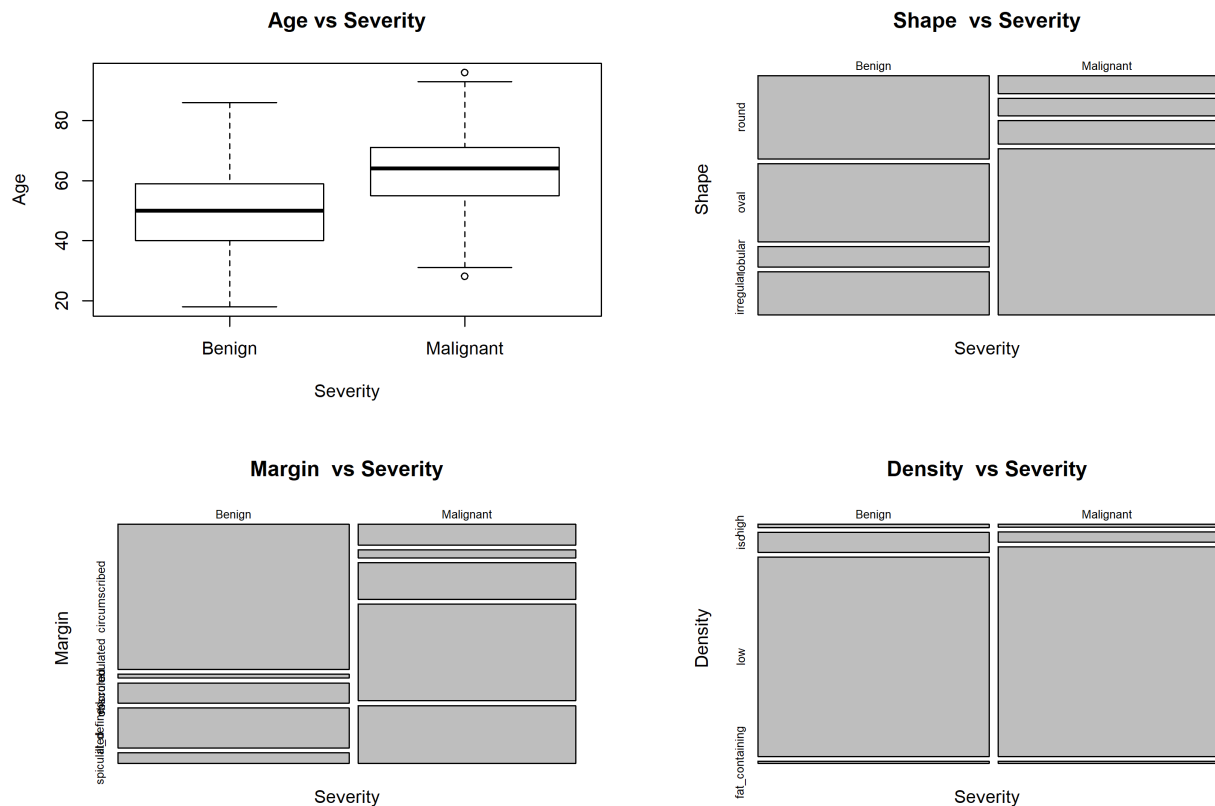 Age vs Severity
80
60
40
20
Age
Benign
Malignant
Severity
Shape vs Severity
Benign
Malignant
round
oval
lobular
irregular
Shape
Severity
Margin vs Severity
Benign
Malignant
circumscribed
Margin
Severity
Density vs Severity
Benign
Malignant
high
iso
low
fat_containing
Density
Severity